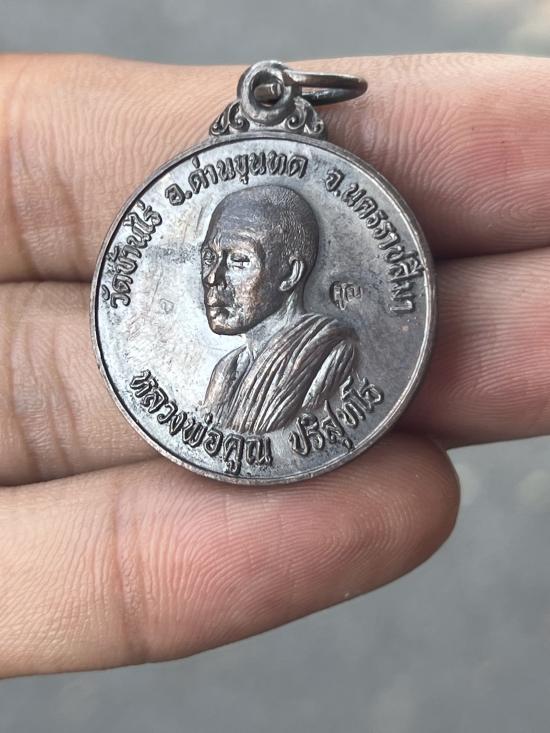 วัดบ้านไร่ อ.ด่านขุนทด จ.นครราชสีมา
คูณ
หลวงพ่อคูณ ปริสุทโธ